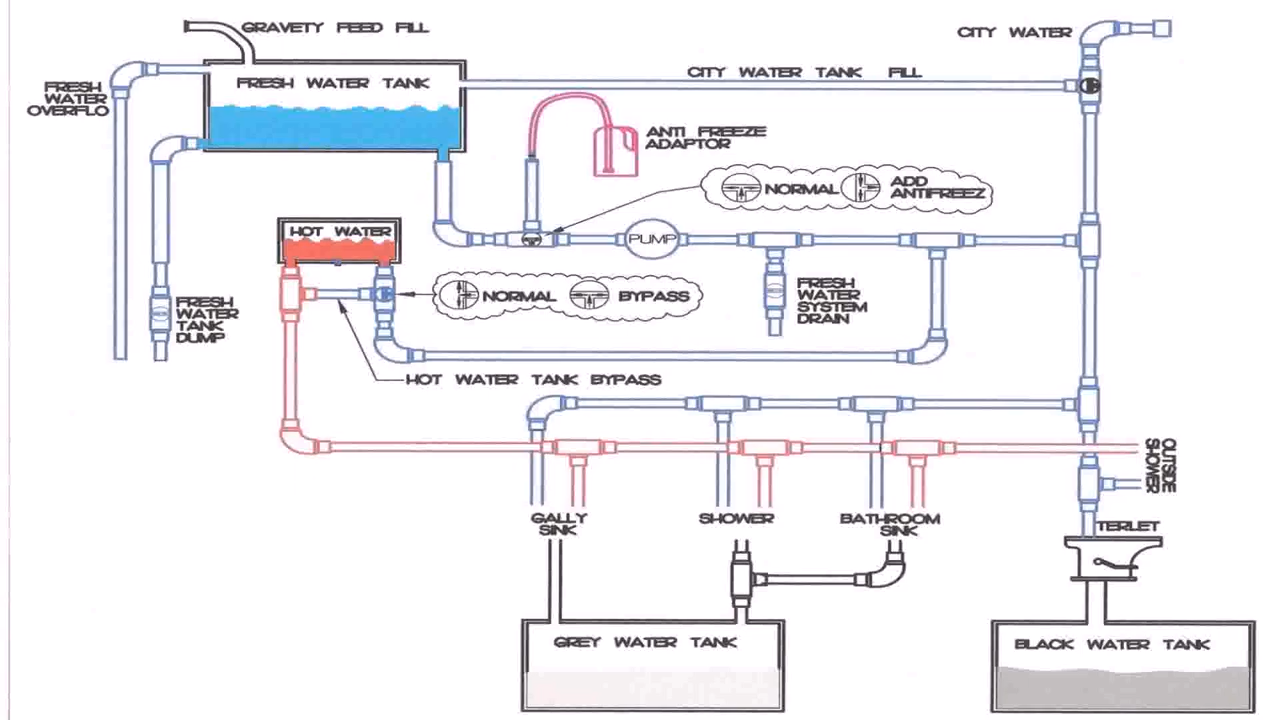 GRAVETY FEED FILL
CITY WATER
FRESH
WATER
OVERFLO
FRESH WATER TANK
CITY WATER TANK FILL
ANTI FREEZE
ADAPTOR
NORMAL
ADD
ANTIFREEZ
HOT WATER
PUMP
NORMAL
BYPASS
FRESH
WATER
TANK
DUMP
FRESH
WATER
SYSTEM
DRAIN
HOT WATER TANK BYPASS
OUTSIDE
SHOWER
GALLY
SINK
SHOWER
BATHROOM
SINK
TERLET
GREY WATER TANK
BLACK WATER TANK